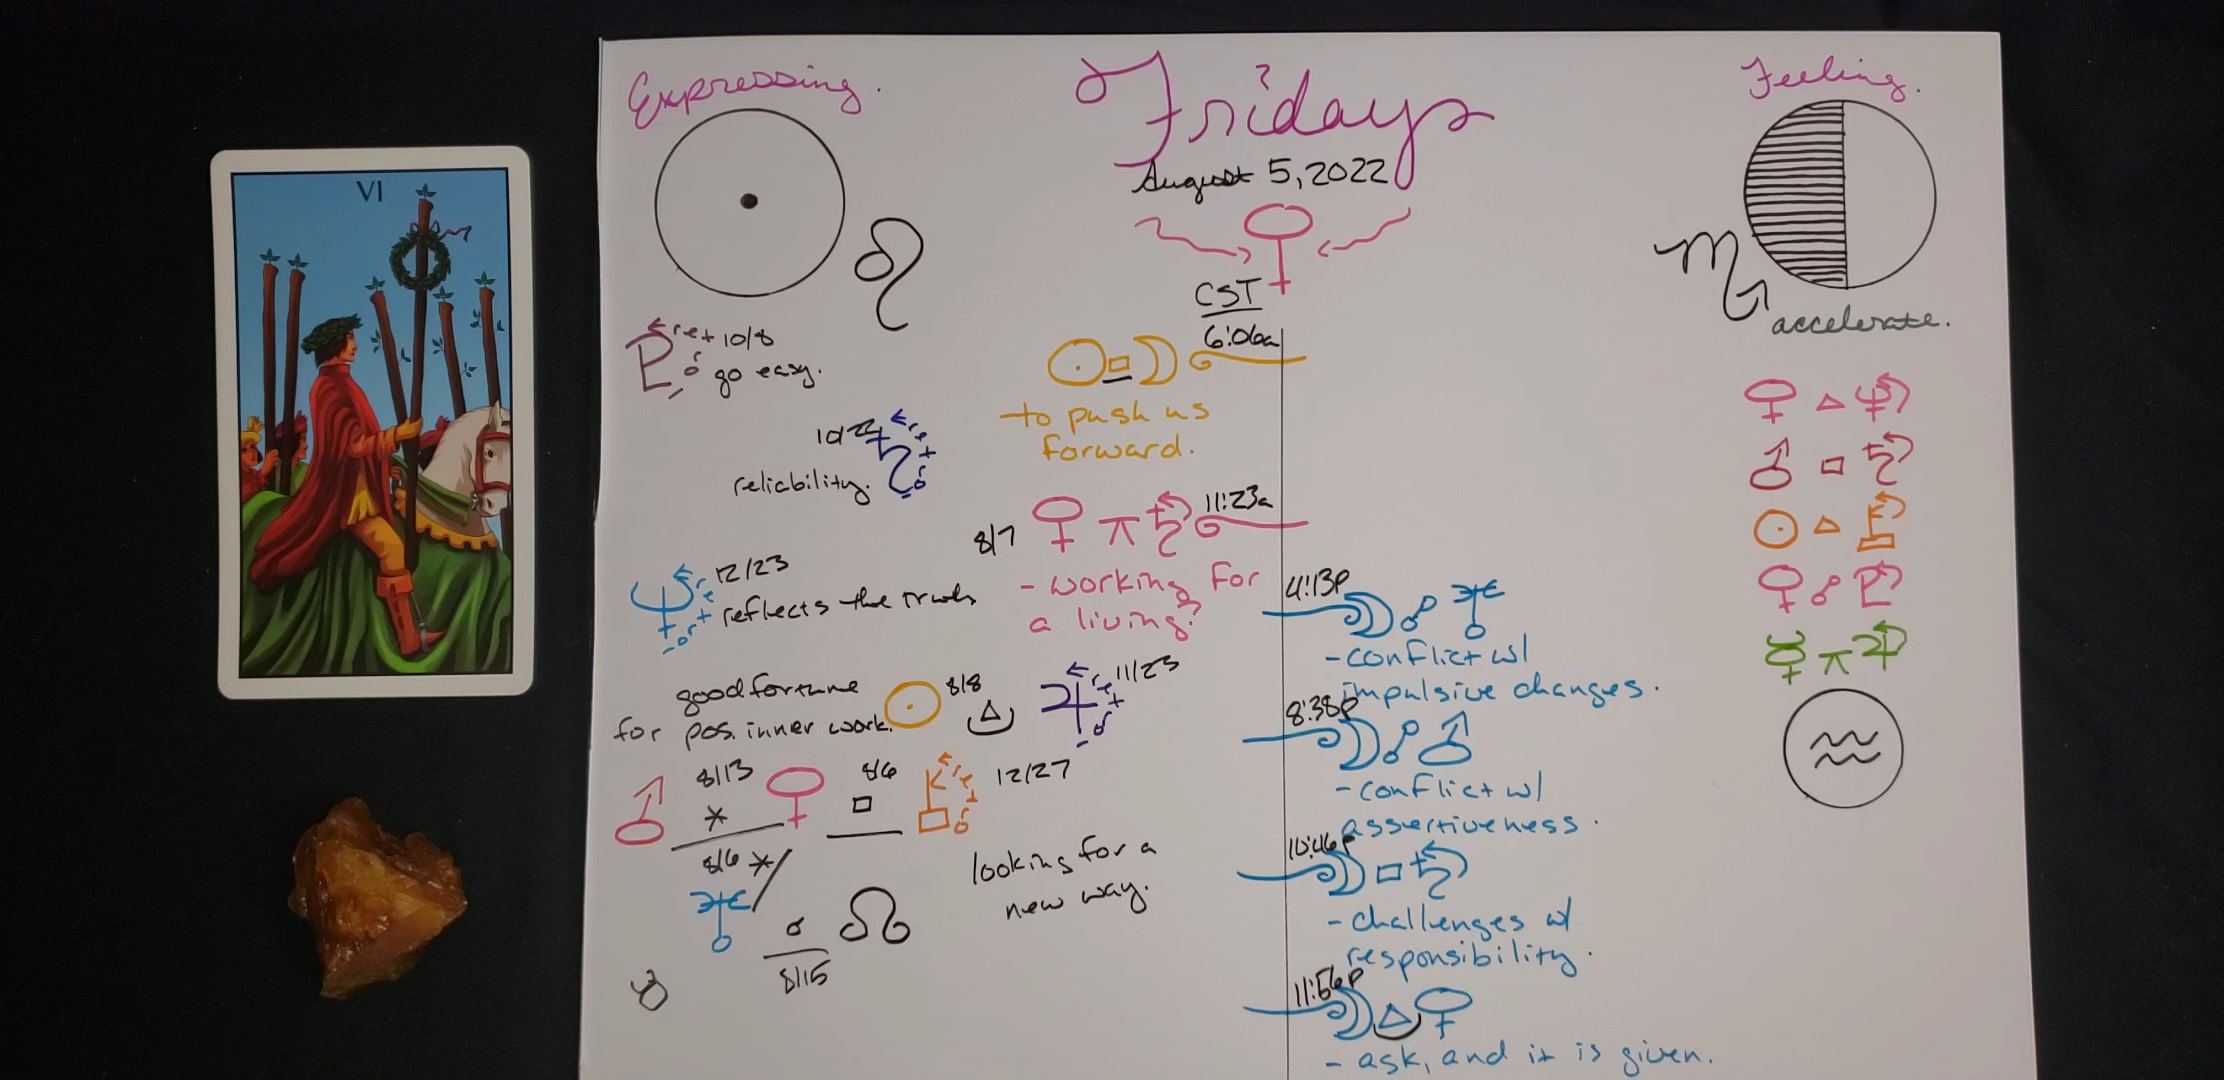 VI
Expressing.
Fridays
August 5, 2022
Feeling.
accelerate.
CST
6:06a
♌
♏
ret 10/8
go easy.
☉□☽
-to push us
forward.
10/22
ret
reliability.
8/7 ♀⚻♄ 11:23a
- working for
a living?
12/23
reflects the truth
good fortune
for pos. inner work.
☉ 8/8 △ ♃ ret 11/23
♂ 8/13 ⚹ ♀ 8/6 □ ret 12/27
8/6 ⚹
♅ ☌ ☊
8/15
♉
looking for a
new way.
4:13p ☽☍♅
- conflict w/
impulsive changes.
8:38p ☽☍♂
- conflict w/
assertiveness.
10:46p ☽□♄
- challenges w/
responsibility.
11:56p ☽△♀
- ask, and it is given.
♀△♆
♂□♄
☉△⚷
♀☍♇
☿⚻♃
♒